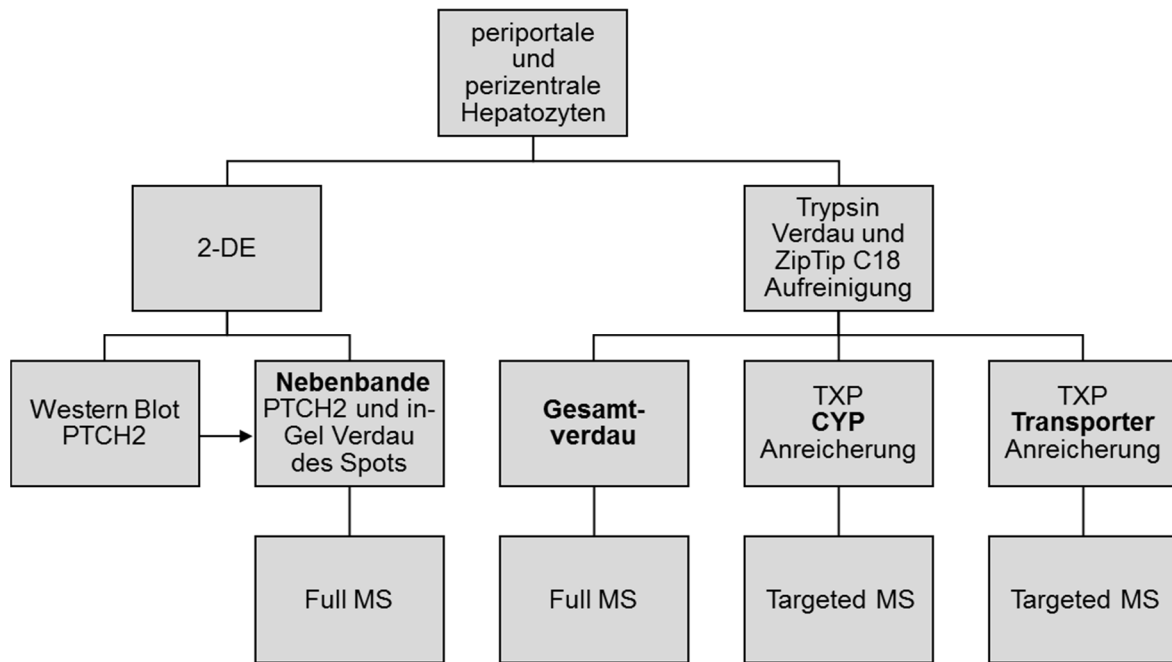 periportale
und
perizentrale
Hepatozyten
2-DE
Trypsin
Verdau und
ZipTip C18
Aufreinigung
Western Blot
PTCH2
Nebenbande
PTCH2 und in-
Gel Verdau
des Spots
Gesamt-
verdau
TXP
CYP
Anreicherung
TXP
Transporter
Anreicherung
Full MS
Full MS
Targeted MS
Targeted MS